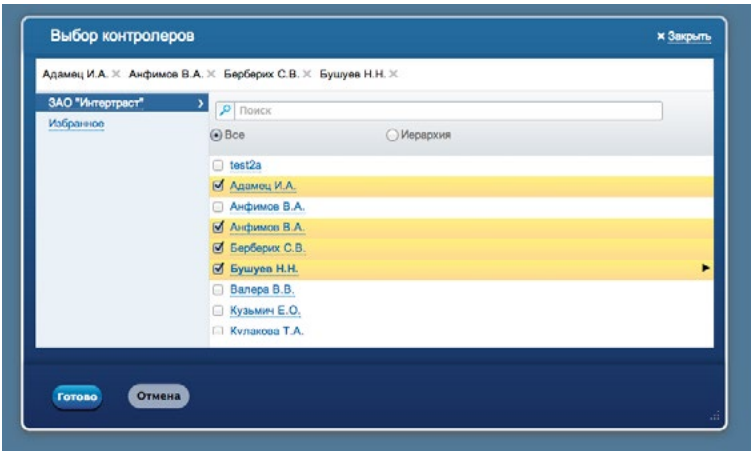 Выбор контролеров
× Закрыть
Адамец И.А. × Анфимов В.А. × Берберих С.В. × Бушуев Н.Н. ×
ЗАО "Интертраст"
Избранное
Поиск
Все Иерархия
test2a
Адамец И.А.
Анфимов В.А.
Анфимов В.А.
Берберих С.В.
Бушуев Н.Н.
Валера В.В.
Кузьмич Е.О.
Кулакова Т.А.
Готово Отмена